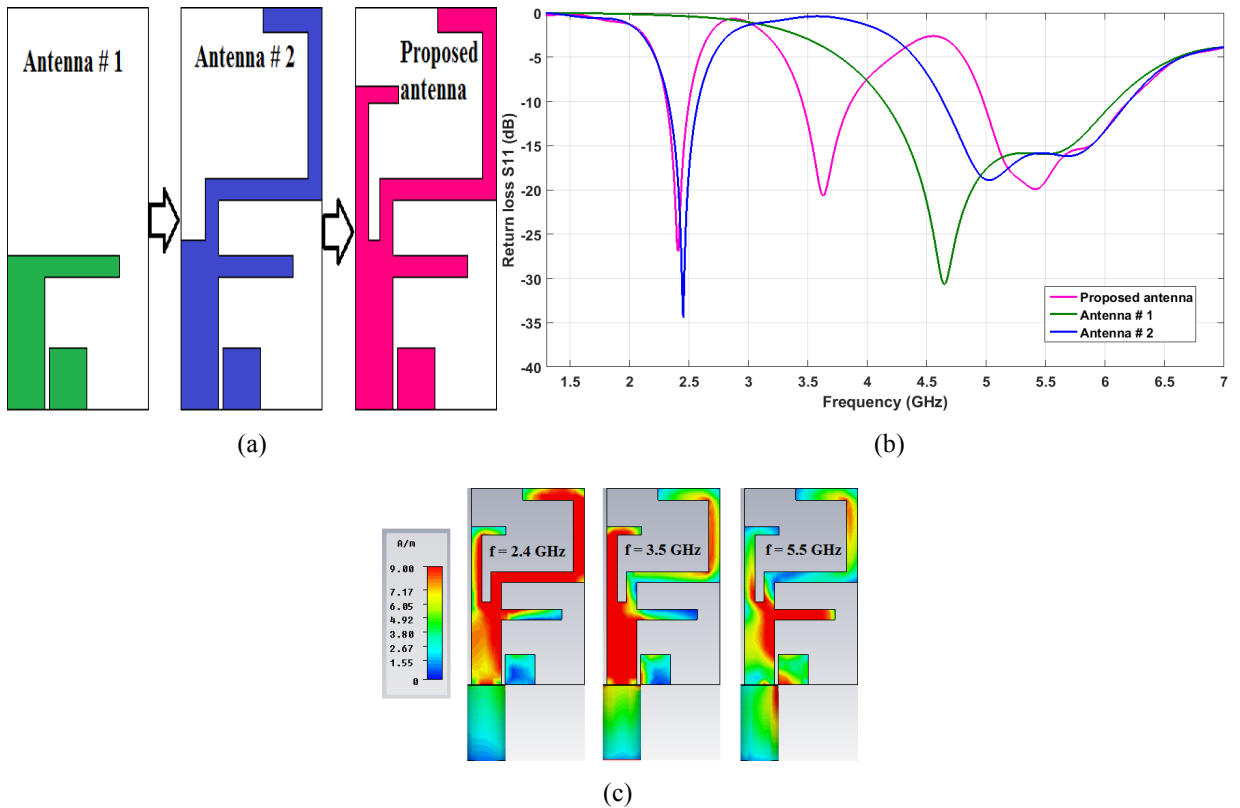 Antenna # 1
Antenna # 2
Proposed
antenna
(a)
Return loss S11 (dB)
0
-5
-10
-15
-20
-25
-30
-35
-40
1.5 2 2.5 3 3.5 4 4.5 5 5.5 6 6.5 7
Frequency (GHz)
Proposed antenna
Antenna # 1
Antenna # 2
(b)
A/m
9.00
7.17
6.05
4.92
3.80
2.67
1.55
0
f = 2.4 GHz
f = 3.5 GHz
f = 5.5 GHz
(c)